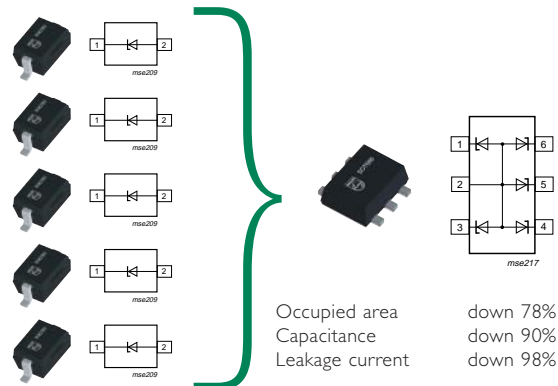 1 2
mse209
1 2
mse209
1 2
mse209
1 2
mse209
1 2
mse209
1 6
2 5
3 4
mse217
Occupied area down 78%
Capacitance down 90%
Leakage current down 98%